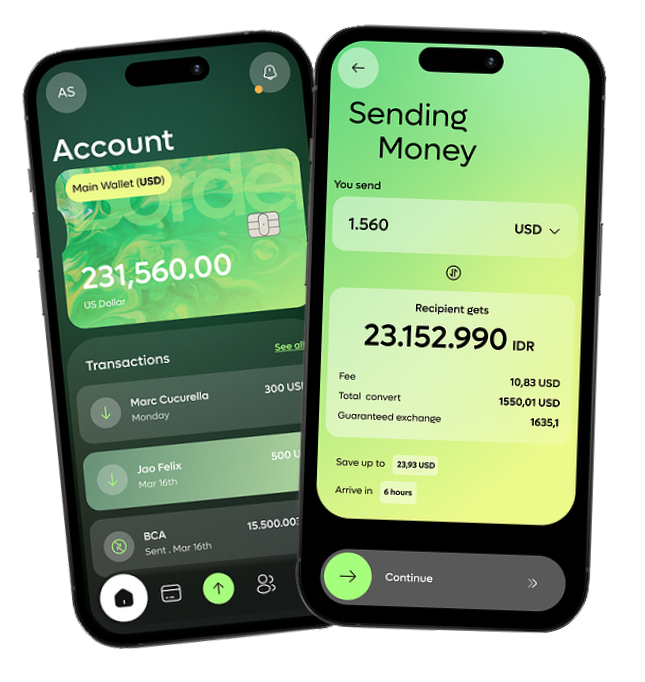 AS
Account
Main Wallet (USD)
231,560.00
US Dollar
Transactions
See all
Marc Cucurella
300
Monday
Jao Felix
500
Mar 16th
BCA
15.500.00
Sent . Mar 16th
Sending
Money
You send
1.560
USD
Recipient gets
23.152.990 IDR
Fee
10,83 USD
Total convert
1550,01 USD
Guaranteed exchange
1635,1
Save up to
23,93 USD
Arrive in
6 hours
Continue